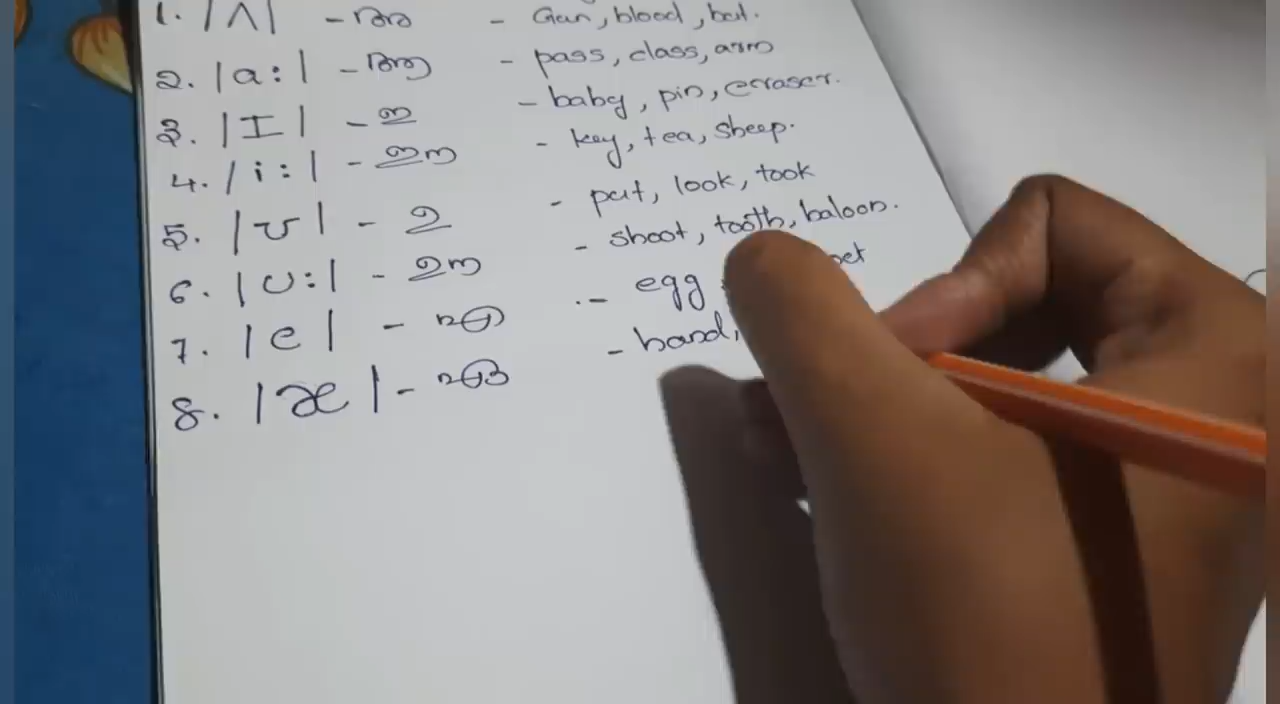 1. /ʌ/ - അ - Gun, blood, but.
2. /a:/ - ആ - pass, class, arm
3. /I/ - ഇ - baby, pin, eraser.
4. /i:/ - ഈ - key, tea, sheep.
5. /ʊ/ - ഉ - put, look, took
6. /ʊ:/ - ഊ - shoot, tooth, baloon.
7. /e/ - എ - egg
8. /æ/ - ഏ - hand,